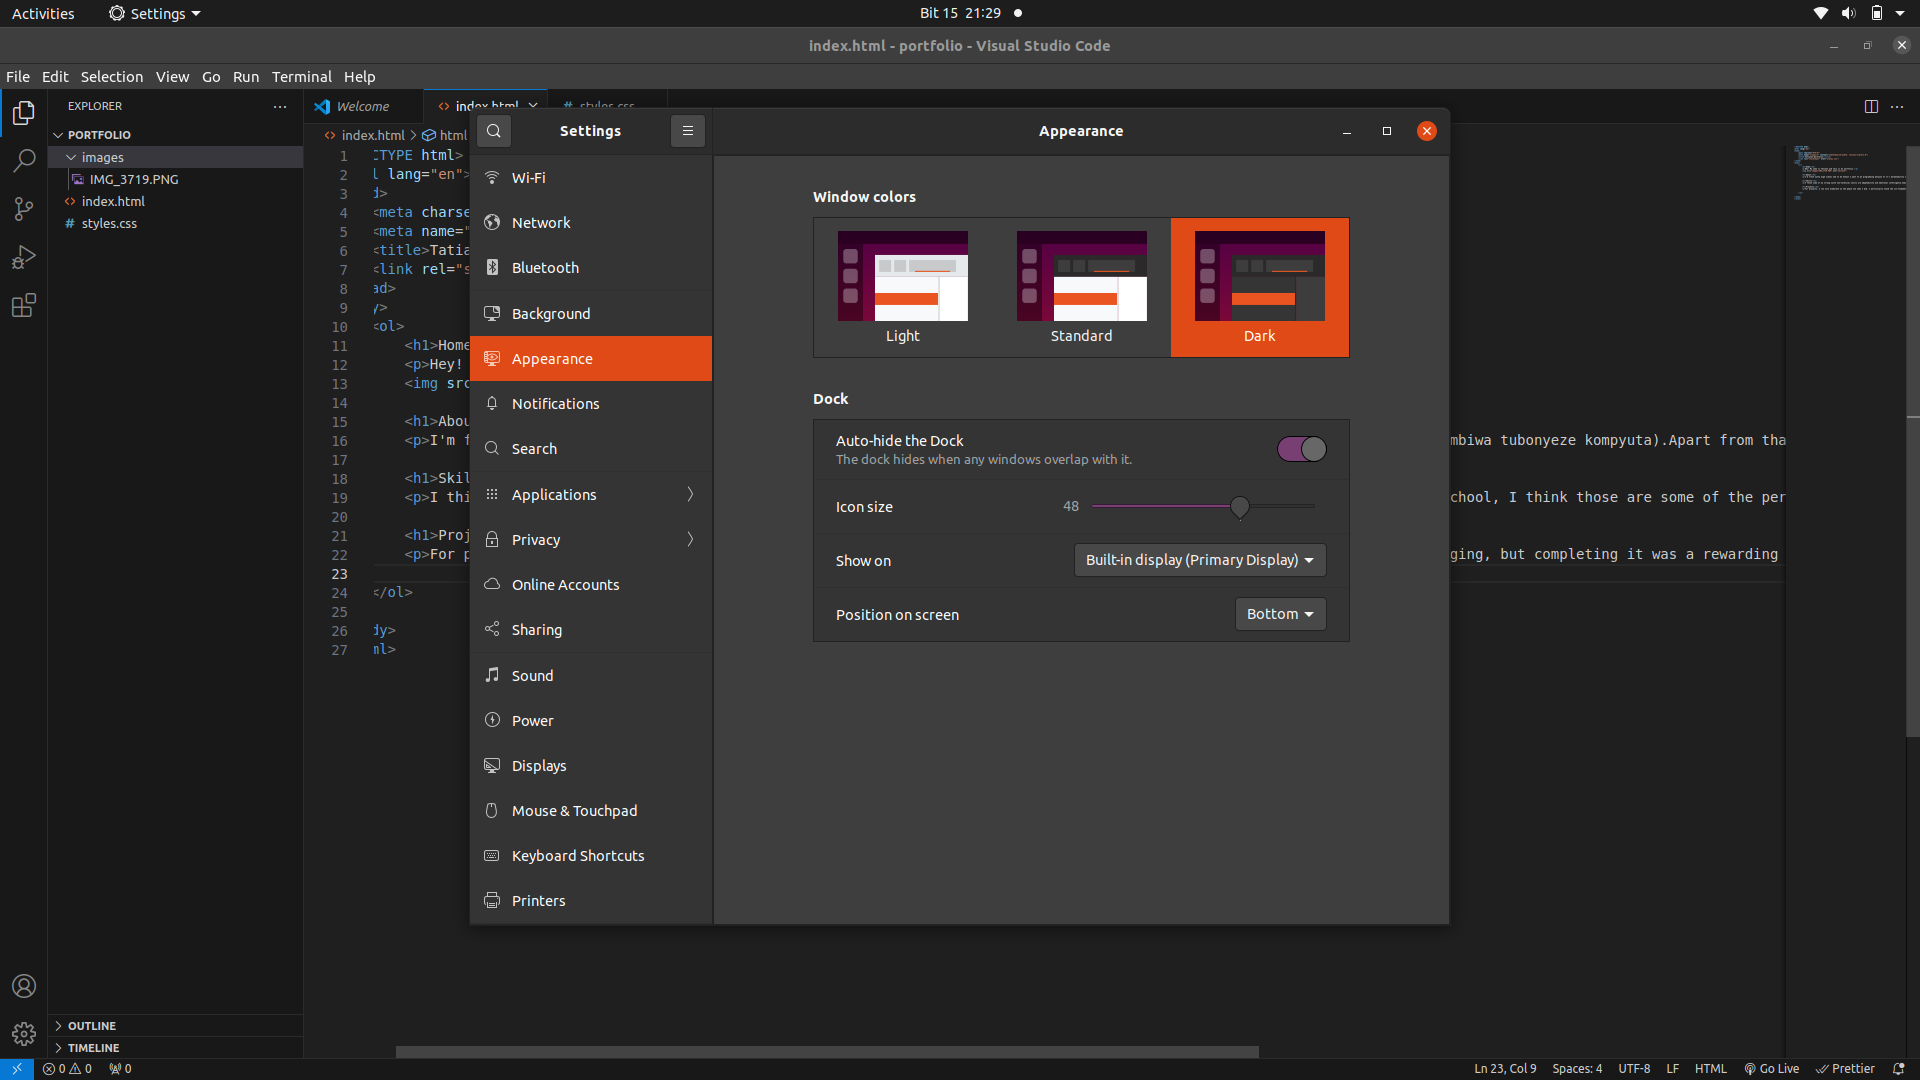 Activities Settings Bit 15 21:29
index.html - portfolio - Visual Studio Code
File Edit Selection View Go Run Terminal Help
EXPLORER
PORTFOLIO
images
IMG_3719.PNG
index.html
styles.css
OUTLINE
TIMELINE
Welcome index.html styles.css
index.html > html
1 CTYPE html>
2 l lang="en">
3 d>
4 <meta charse
5 <meta name="
6 <title>Tatia
7 <link rel="s
8 ad>
9 y>
10 <ol>
11 <h1>Home
12 <p>Hey!
13 <img src
14
15 <h1>Abou
16 <p>I'm f mbiwa tubonyeze kompyuta).Apart from tha
17
18 <h1>Skil
19 <p>I thi chool, I think those are some of the per
20
21 <h1>Proj
22 <p>For p ging, but completing it was a rewarding
23
24 </ol>
25
26 dy>
27 ml>
Settings
Wi-Fi
Network
Bluetooth
Background
Appearance
Notifications
Search
Applications
Privacy
Online Accounts
Sharing
Sound
Power
Displays
Mouse & Touchpad
Keyboard Shortcuts
Printers
Appearance
Window colors
Light Standard Dark
Dock
Auto-hide the Dock
The dock hides when any windows overlap with it.
Icon size 48
Show on Built-in display (Primary Display)
Position on screen Bottom
0 0 0 Ln 23, Col 9 Spaces: 4 UTF-8 LF HTML Go Live Prettier